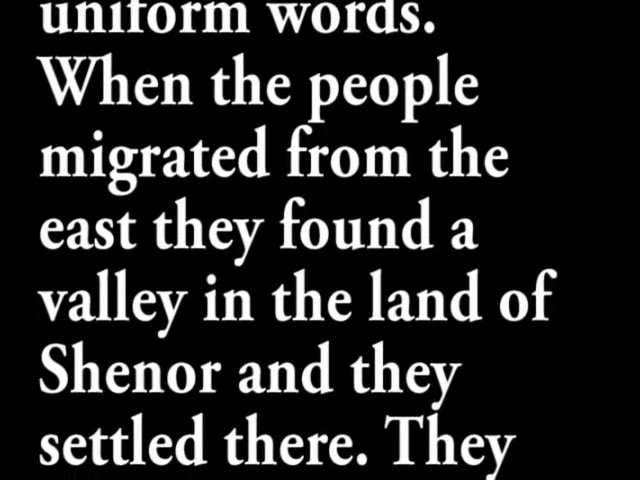 uniform words.
When the people
migrated from the
east they found a
valley in the land of
Shenor and they
settled there. They